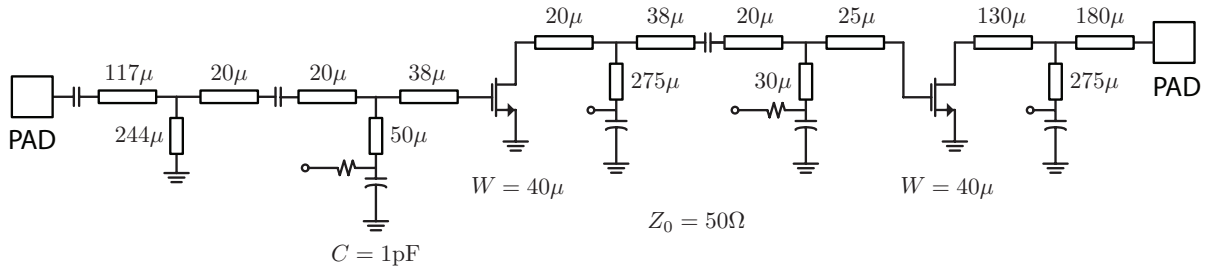 20μ 38μ 20μ 25μ 130μ 180μ
117μ 20μ 20μ 38μ
275μ 30μ 275μ
PAD
PAD
244μ 50μ
W = 40μ W = 40μ
Z₀ = 50Ω
C = 1pF